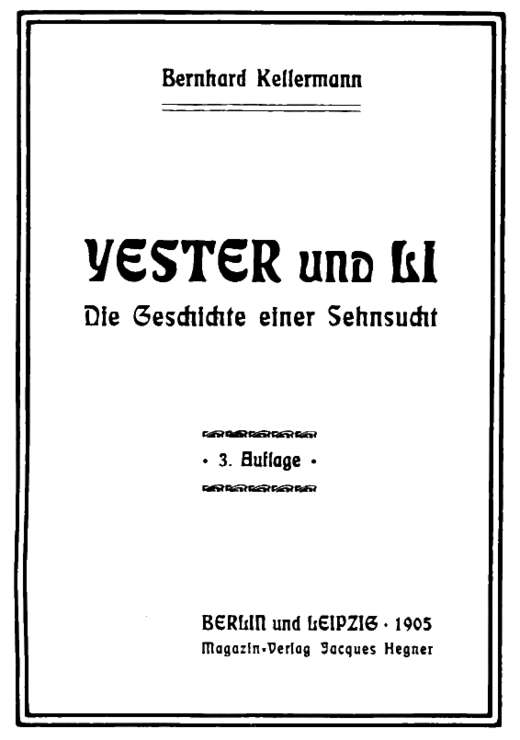 Bernhard Kellermann
YESTER und LI
Die Geschichte einer Sehnsucht
• 3. Auflage •
BERLIN und LEIPZIG • 1905
Magazin-Verlag Jacques Hegner